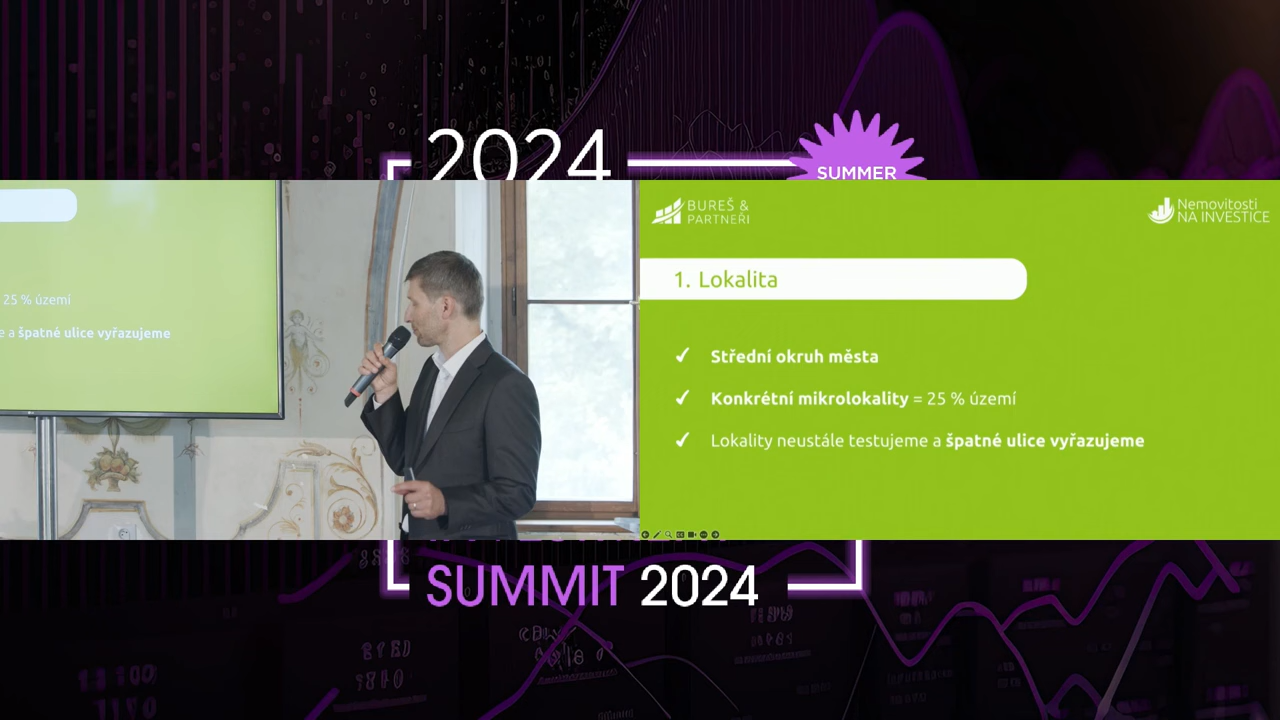 2024
SUMMER
25 % území
e a špatné ulice vyřazujeme
BUREŠ &
PARTNEŘI
Nemovitosti
NA INVESTICE
1. Lokalita
✓ Střední okruh města
✓ Konkrétní mikrolokality = 25 % území
✓ Lokality neustále testujeme a špatné ulice vyřazujeme
SUMMIT 2024